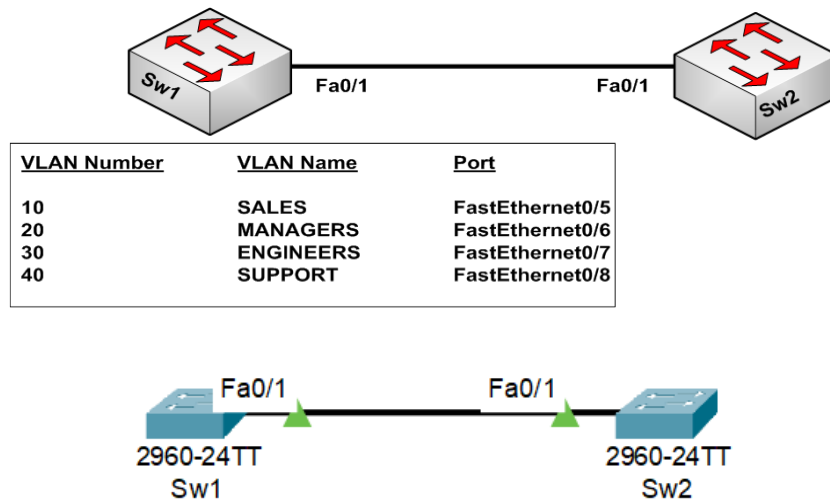 Sw1
Fa0/1 Fa0/1
Sw2
VLAN Number VLAN Name Port
10 SALES FastEthernet0/5
20 MANAGERS FastEthernet0/6
30 ENGINEERS FastEthernet0/7
40 SUPPORT FastEthernet0/8
Fa0/1 Fa0/1
2960-24TT 2960-24TT
Sw1 Sw2